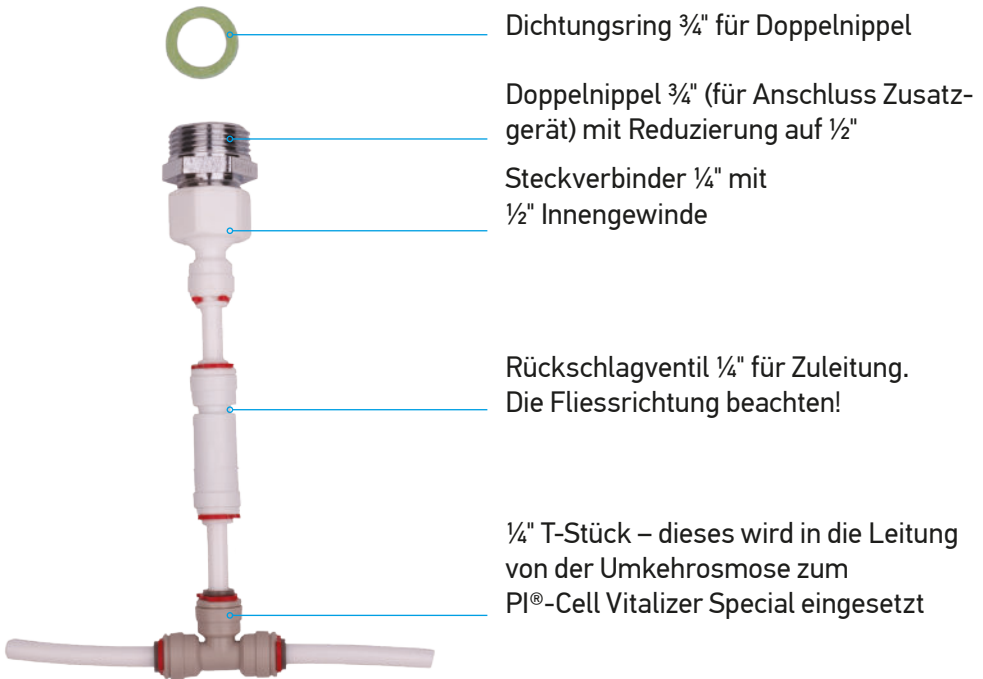 Dichtungsring ¾" für Doppelnippel
Doppelnippel ¾" (für Anschluss Zusatz-
gerät) mit Reduzierung auf ½"
Steckverbinder ¼" mit
½" Innengewinde
Rückschlagventil ¼" für Zuleitung.
Die Fliessrichtung beachten!
¼" T-Stück – dieses wird in die Leitung
von der Umkehrosmose zum
PI®-Cell Vitalizer Special eingesetzt